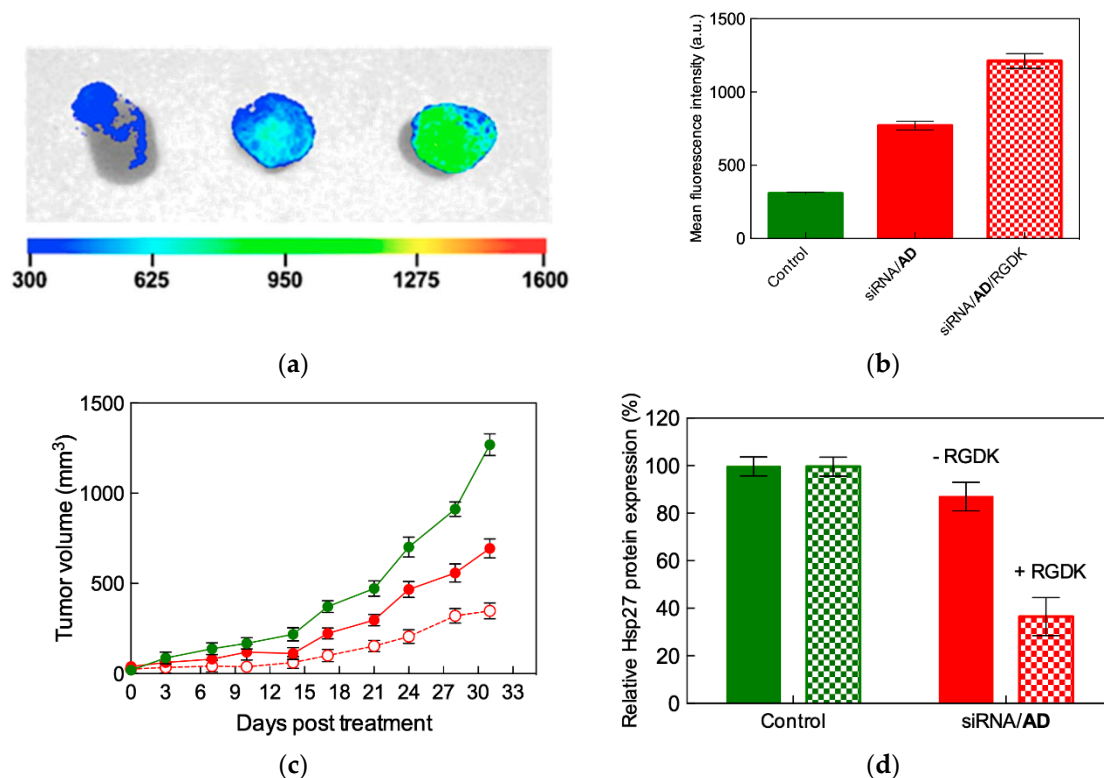 300 625 950 1275 1600
(a)
Mean fluorescence intensity (a.u.)
1500
1000
500
0
Control
siRNA/AD
siRNA/AD/RGDK
(b)
Tumor volume (mm³)
1500
1000
500
0
0 3 6 9 12 15 18 21 24 27 30 33
Days post treatment
(c)
Relative Hsp27 protein expression (%)
120
100
80
60
40
20
0
- RGDK
+ RGDK
Control siRNA/AD
(d)